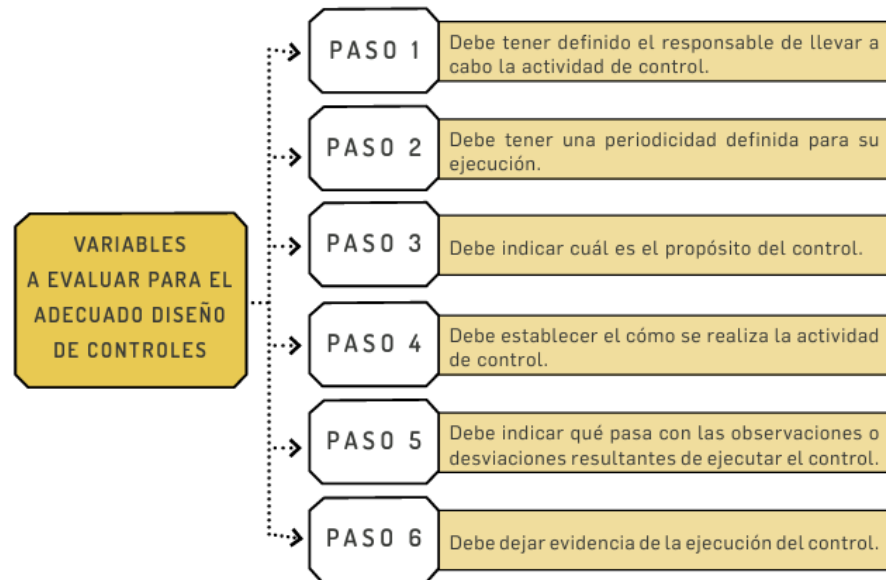 VARIABLES
A EVALUAR PARA EL
ADECUADO DISEÑO
DE CONTROLES
PASO 1
Debe tener definido el responsable de llevar a
cabo la actividad de control.
PASO 2
Debe tener una periodicidad definida para su
ejecución.
PASO 3
Debe indicar cuál es el propósito del control.
PASO 4
Debe establecer el cómo se realiza la actividad
de control.
PASO 5
Debe indicar qué pasa con las observaciones o
desviaciones resultantes de ejecutar el control.
PASO 6
Debe dejar evidencia de la ejecución del control.